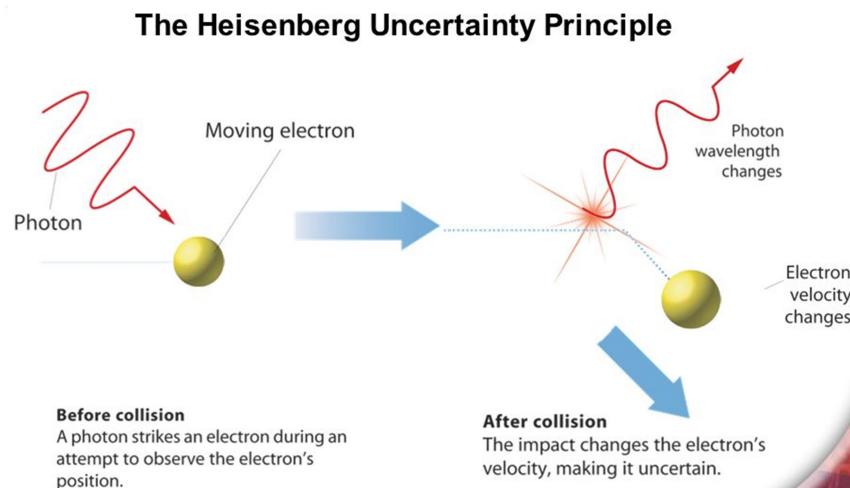 The Heisenberg Uncertainty Principle
Moving electron
Photon
Photon
wavelength
changes
Electron
velocity
changes
Before collision
A photon strikes an electron during an
attempt to observe the electron's
position.
After collision
The impact changes the electron's
velocity, making it uncertain.